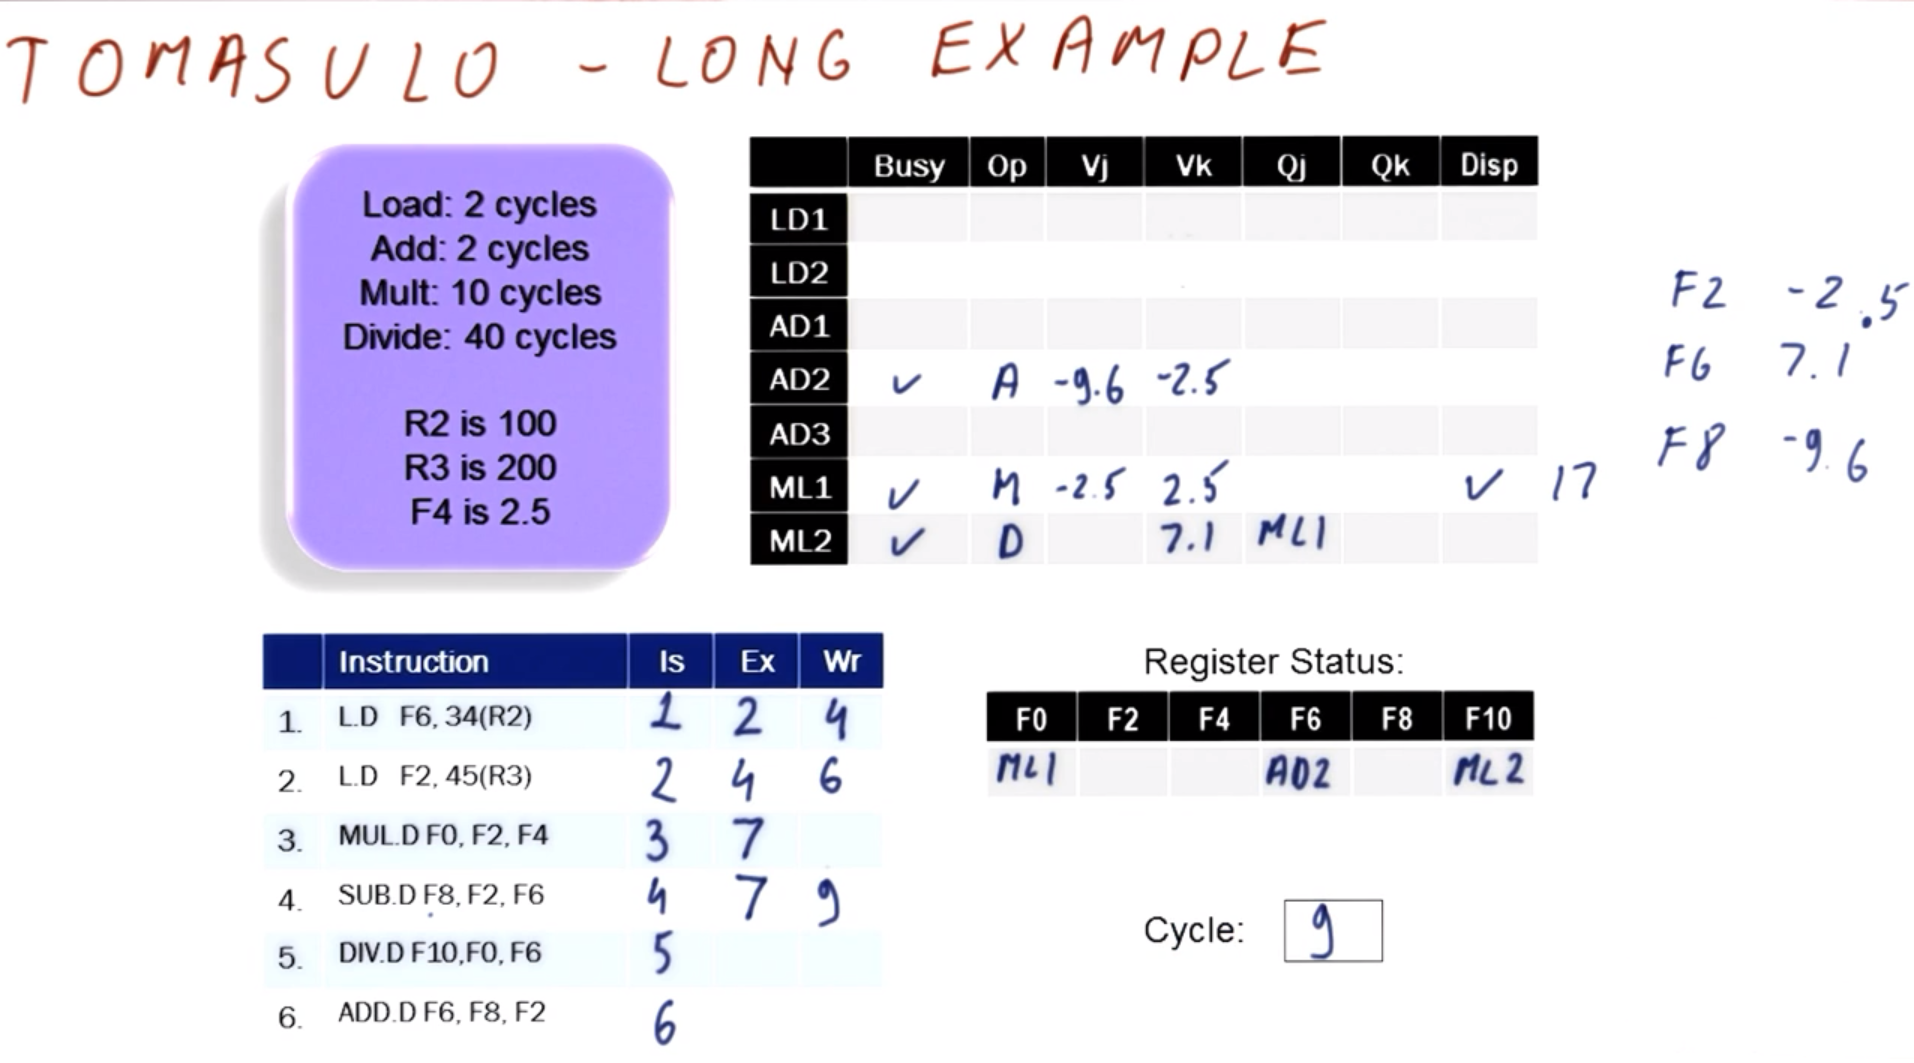 TOMASULO - LONG EXAMPLE
Load: 2 cycles
Add: 2 cycles
Mult: 10 cycles
Divide: 40 cycles
R2 is 100
R3 is 200
F4 is 2.5
Busy Op Vj Vk Qj Qk Disp
LD1
LD2
AD1
AD2 ✓ A -9.6 -2.5
AD3
ML1 ✓ M -2.5 2.5 ✓ 17
ML2 ✓ D 7.1 ML1
F2 -2.5
F6 7.1
F8 -9.6
Instruction Is Ex Wr
1. L.D F6, 34(R2) 1 2 4
2. L.D F2, 45(R3) 2 4 6
3. MUL.D F0, F2, F4 3 7
4. SUB.D F8, F2, F6 4 7 9
5. DIV.D F10,F0, F6 5
6. ADD.D F6, F8, F2 6
Register Status:
F0 F2 F4 F6 F8 F10
ML1 AD2 ML2
Cycle: 9